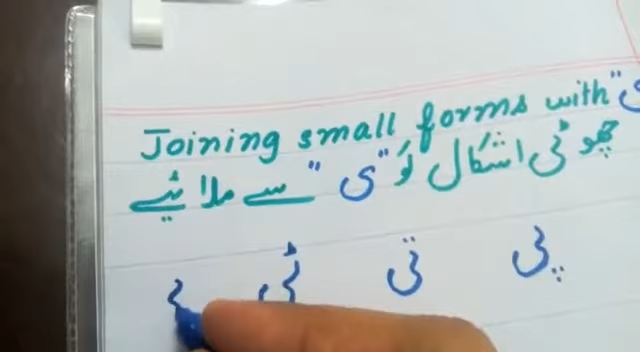 Joining small forms with "ی
چھوٹی اشکال کو "ی" سے ملائیے
پی تی ٹی